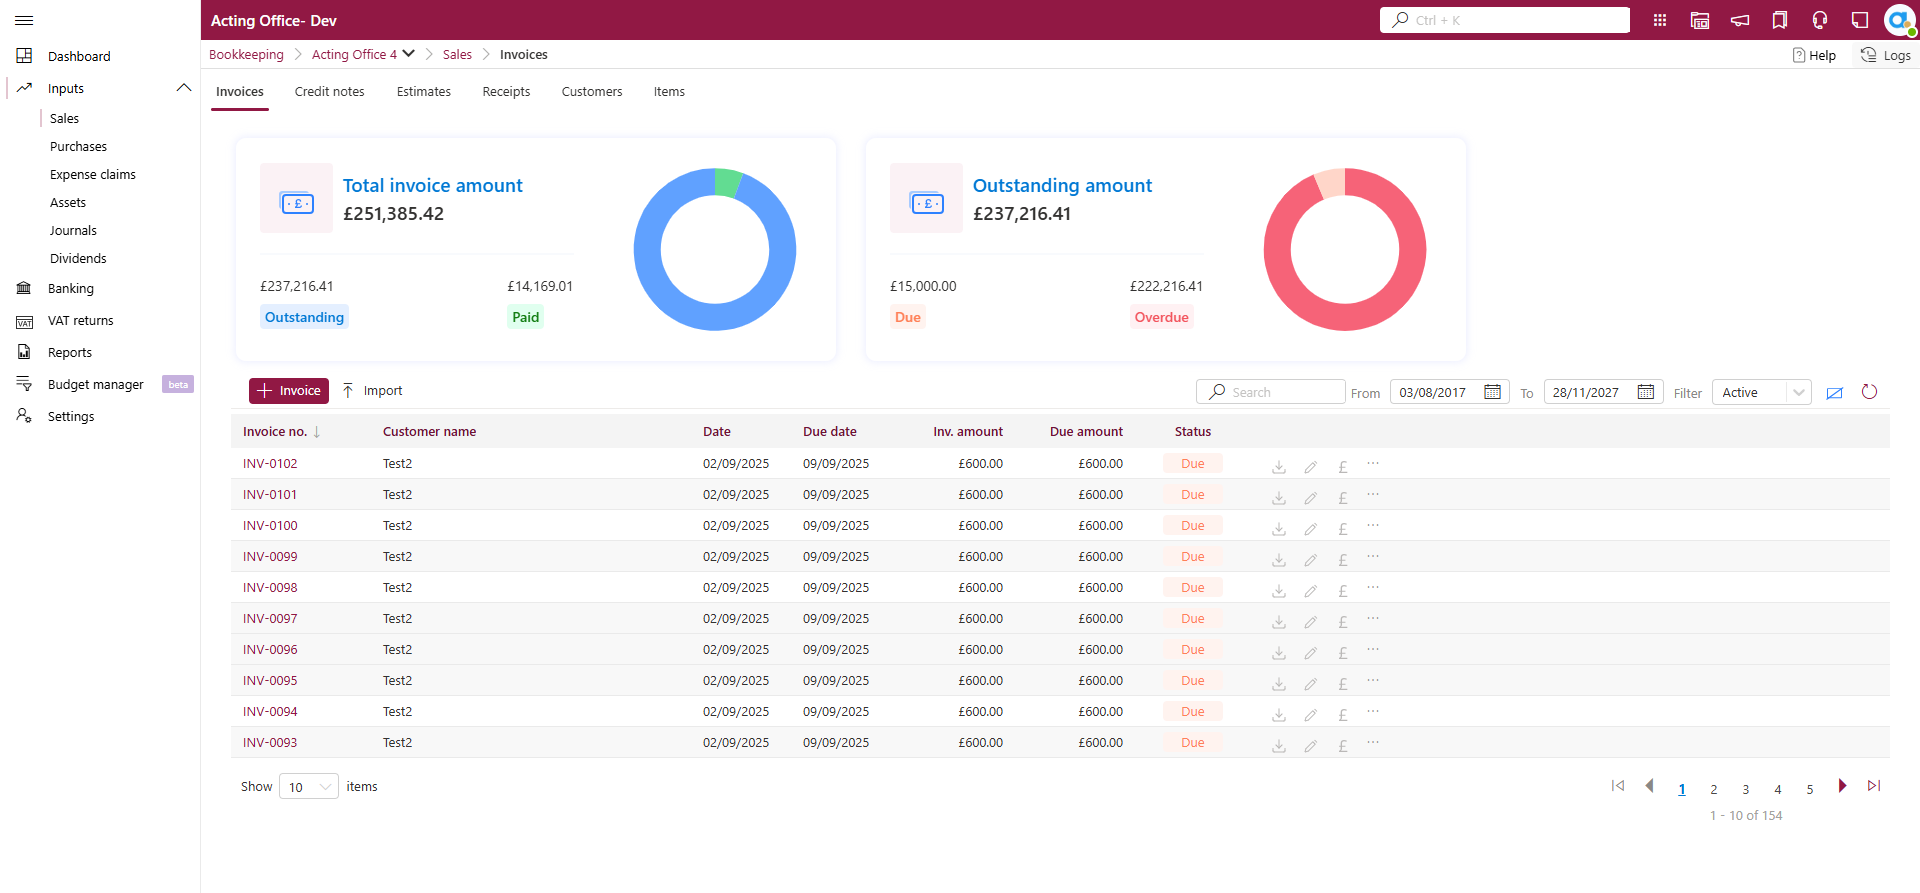 Acting Office- Dev
Ctrl + K
Dashboard
Inputs
Sales
Purchases
Expense claims
Assets
Journals
Dividends
Banking
VAT
VAT returns
Reports
Budget manager
beta
Settings
Bookkeeping Acting Office 4 Sales Invoices
Help
Logs
Invoices Credit notes Estimates Receipts Customers Items
£
Total invoice amount
£251,385.42
£237,216.41 £14,169.01
Outstanding Paid
£
Outstanding amount
£237,216.41
£15,000.00 £222,216.41
Due Overdue
Invoice Import
Search From 03/08/2017 To 28/11/2027 Filter Active
Invoice no. ↓ Customer name Date Due date Inv. amount Due amount Status
INV-0102 Test2 02/09/2025 09/09/2025 £600.00 £600.00 Due £ ...
INV-0101 Test2 02/09/2025 09/09/2025 £600.00 £600.00 Due £ ...
INV-0100 Test2 02/09/2025 09/09/2025 £600.00 £600.00 Due £ ...
INV-0099 Test2 02/09/2025 09/09/2025 £600.00 £600.00 Due £ ...
INV-0098 Test2 02/09/2025 09/09/2025 £600.00 £600.00 Due £ ...
INV-0097 Test2 02/09/2025 09/09/2025 £600.00 £600.00 Due £ ...
INV-0096 Test2 02/09/2025 09/09/2025 £600.00 £600.00 Due £ ...
INV-0095 Test2 02/09/2025 09/09/2025 £600.00 £600.00 Due £ ...
INV-0094 Test2 02/09/2025 09/09/2025 £600.00 £600.00 Due £ ...
INV-0093 Test2 02/09/2025 09/09/2025 £600.00 £600.00 Due £ ...
Show 10 items
1 2 3 4 5
1 - 10 of 154